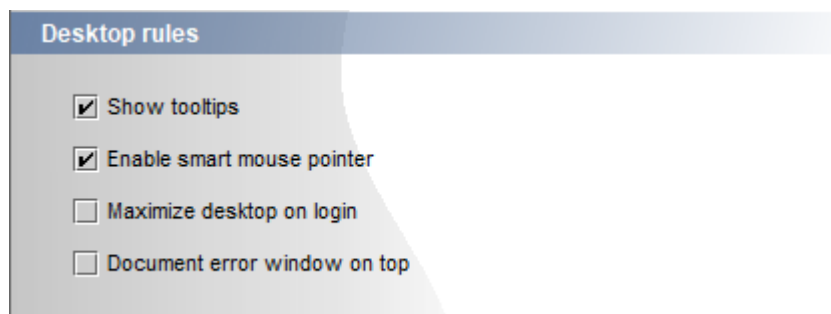 Desktop rules
Show tooltips
Enable smart mouse pointer
Maximize desktop on login
Document error window on top